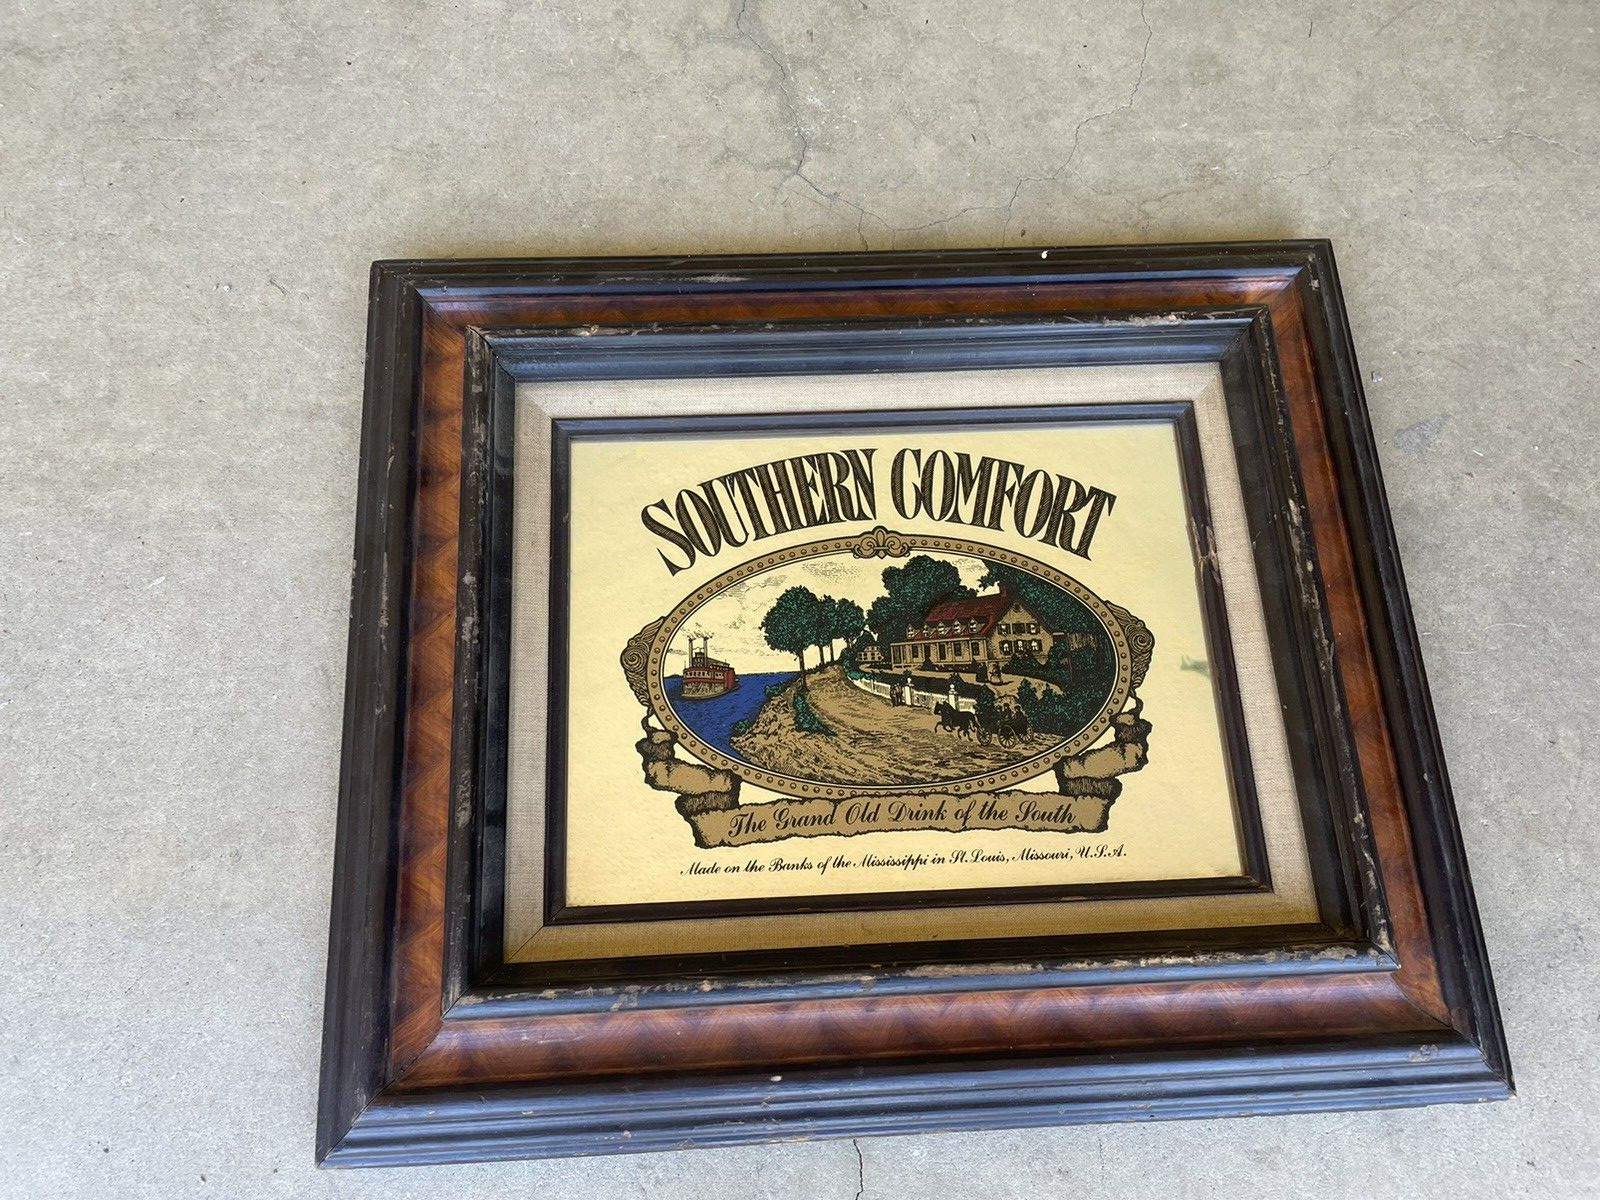 SOUTHERN COMFORT
The Grand Old Drink of the South
Made on the Banks of the Mississippi in St. Louis, Missouri, U.S.A.